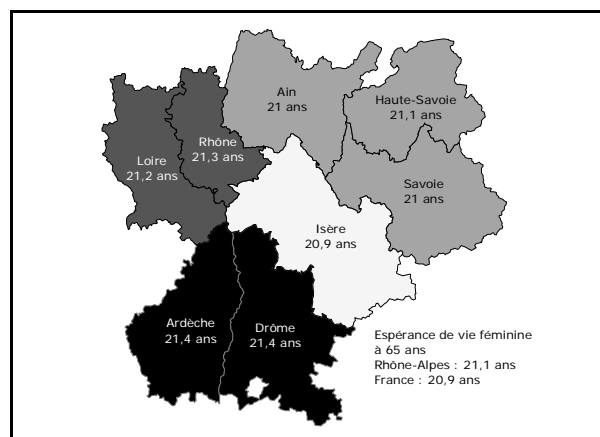 Ain
21 ans
Haute-Savoie
21,1 ans
Rhône
21,3 ans
Loire
21,2 ans
Savoie
21 ans
Isère
20,9 ans
Ardèche
21,4 ans
Drôme
21,4 ans
Espérance de vie féminine
à 65 ans
Rhône-Alpes : 21,1 ans
France : 20,9 ans